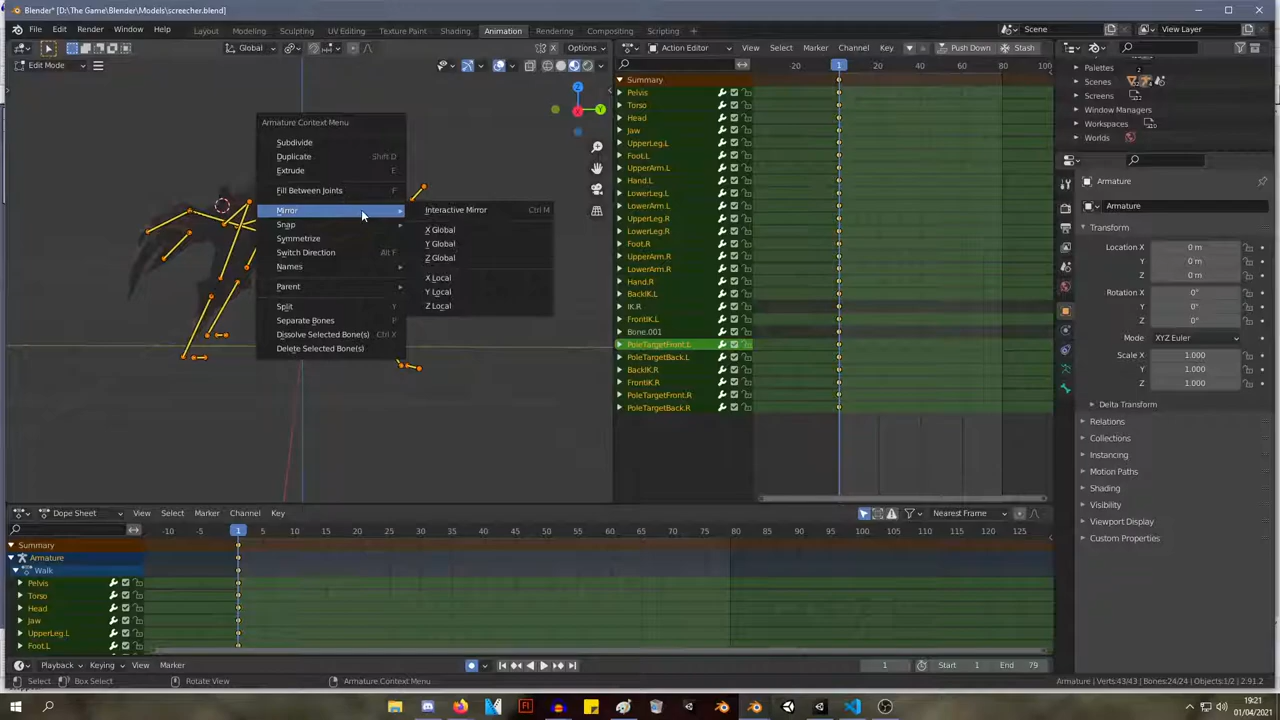 Blender* [D:\The Game\Blender\Models\screecher.blend]
File Edit Render Window Help Layout Modeling Sculpting UV Editing Texture Paint Shading Animation Rendering Compositing Scripting Scene View Layer
Global Options
Edit Mode
Armature Context Menu
Subdivide
Duplicate Shift D
Extrude E
Fill Between Joints F
Mirror
Snap
Symmetrize
Switch Direction Alt F
Names
Parent
Split Y
Separate Bones P
Dissolve Selected Bone(s) Ctrl X
Delete Selected Bone(s)
Interactive Mirror Ctrl M
X Global
Y Global
Z Global
X Local
Y Local
Z Local
Action Editor View Select Marker Channel Key Push Down Stash
-20 1 20 40 60 80 100
Summary
Pelvis
Torso
Head
Jaw
UpperLeg.L
Foot.L
UpperArm.L
Hand.L
LowerLeg.L
LowerArm.L
UpperLeg.R
LowerLeg.R
Foot.R
UpperArm.R
LowerArm.R
Hand.R
BackIK.L
IK.R
FrontIK.L
Bone.001
PoleTargetFront.L
PoleTargetBack.L
BackIK.R
FrontIK.R
PoleTargetFront.R
PoleTargetBack.R
Palettes
Scenes
Screens
Window Managers
Workspaces
Worlds
Armature
Armature
Transform
Location X 0 m
Y 0 m
Z 0 m
Rotation X 0°
Y 0°
Z 0°
Mode XYZ Euler
Scale X 1.000
Y 1.000
Z 1.000
Delta Transform
Relations
Collections
Instancing
Motion Paths
Shading
Visibility
Viewport Display
Custom Properties
Dope Sheet View Select Marker Channel Key Nearest Frame
-10 -5 1 5 10 15 20 25 30 35 40 45 50 55 60 65 70 75 80 85 90 95 100 105 110 115 120 125
Summary
Armature
Walk
Pelvis
Torso
Head
Jaw
UpperLeg.L
Foot.L
Playback Keying View Marker 1 Start 1 End 79
Select Box Select Rotate View Armature Context Menu Armature | Verts:43/43 | Bones:24/24 | Objects:1/2 | 2.91.2
19:21
01/04/2021